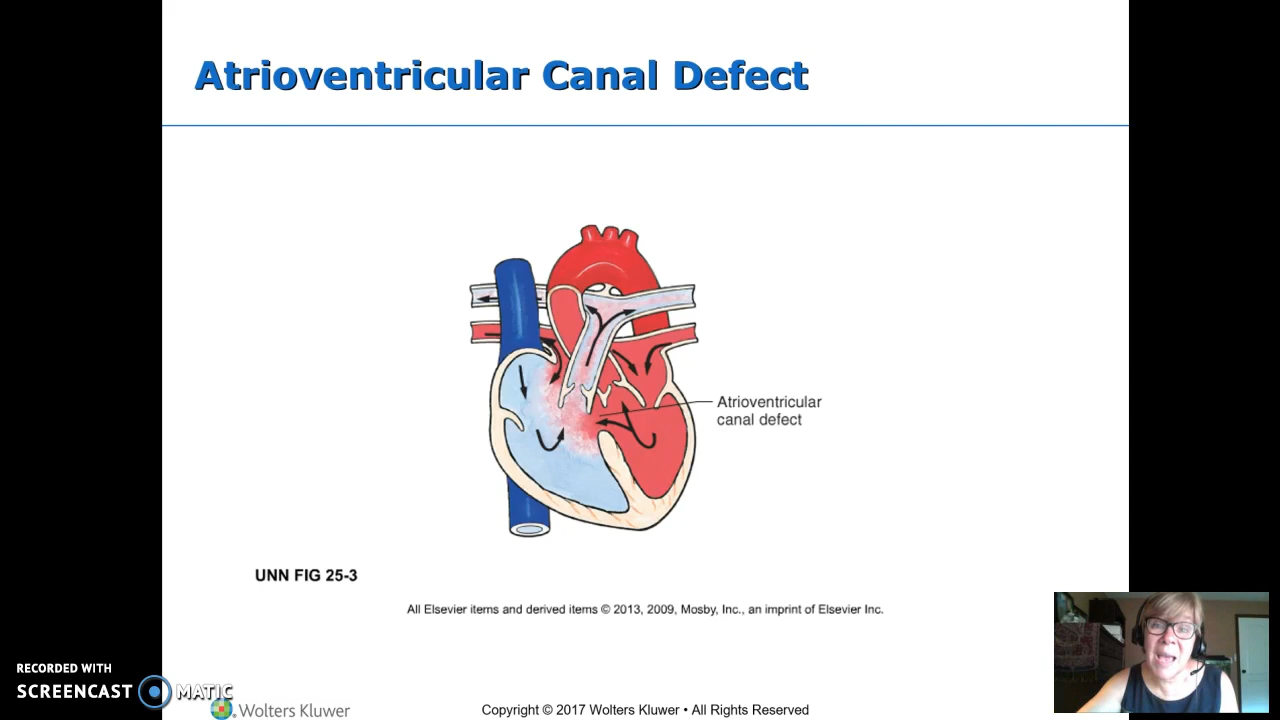 Atrioventricular Canal Defect
Atrioventricular
canal defect
UNN FIG 25-3
All Elsevier items and derived items © 2013, 2009, Mosby, Inc., an imprint of Elsevier Inc.
RECORDED WITH
SCREENCAST MATIC
Wolters Kluwer
Copyright © 2017 Wolters Kluwer • All Rights Reserved